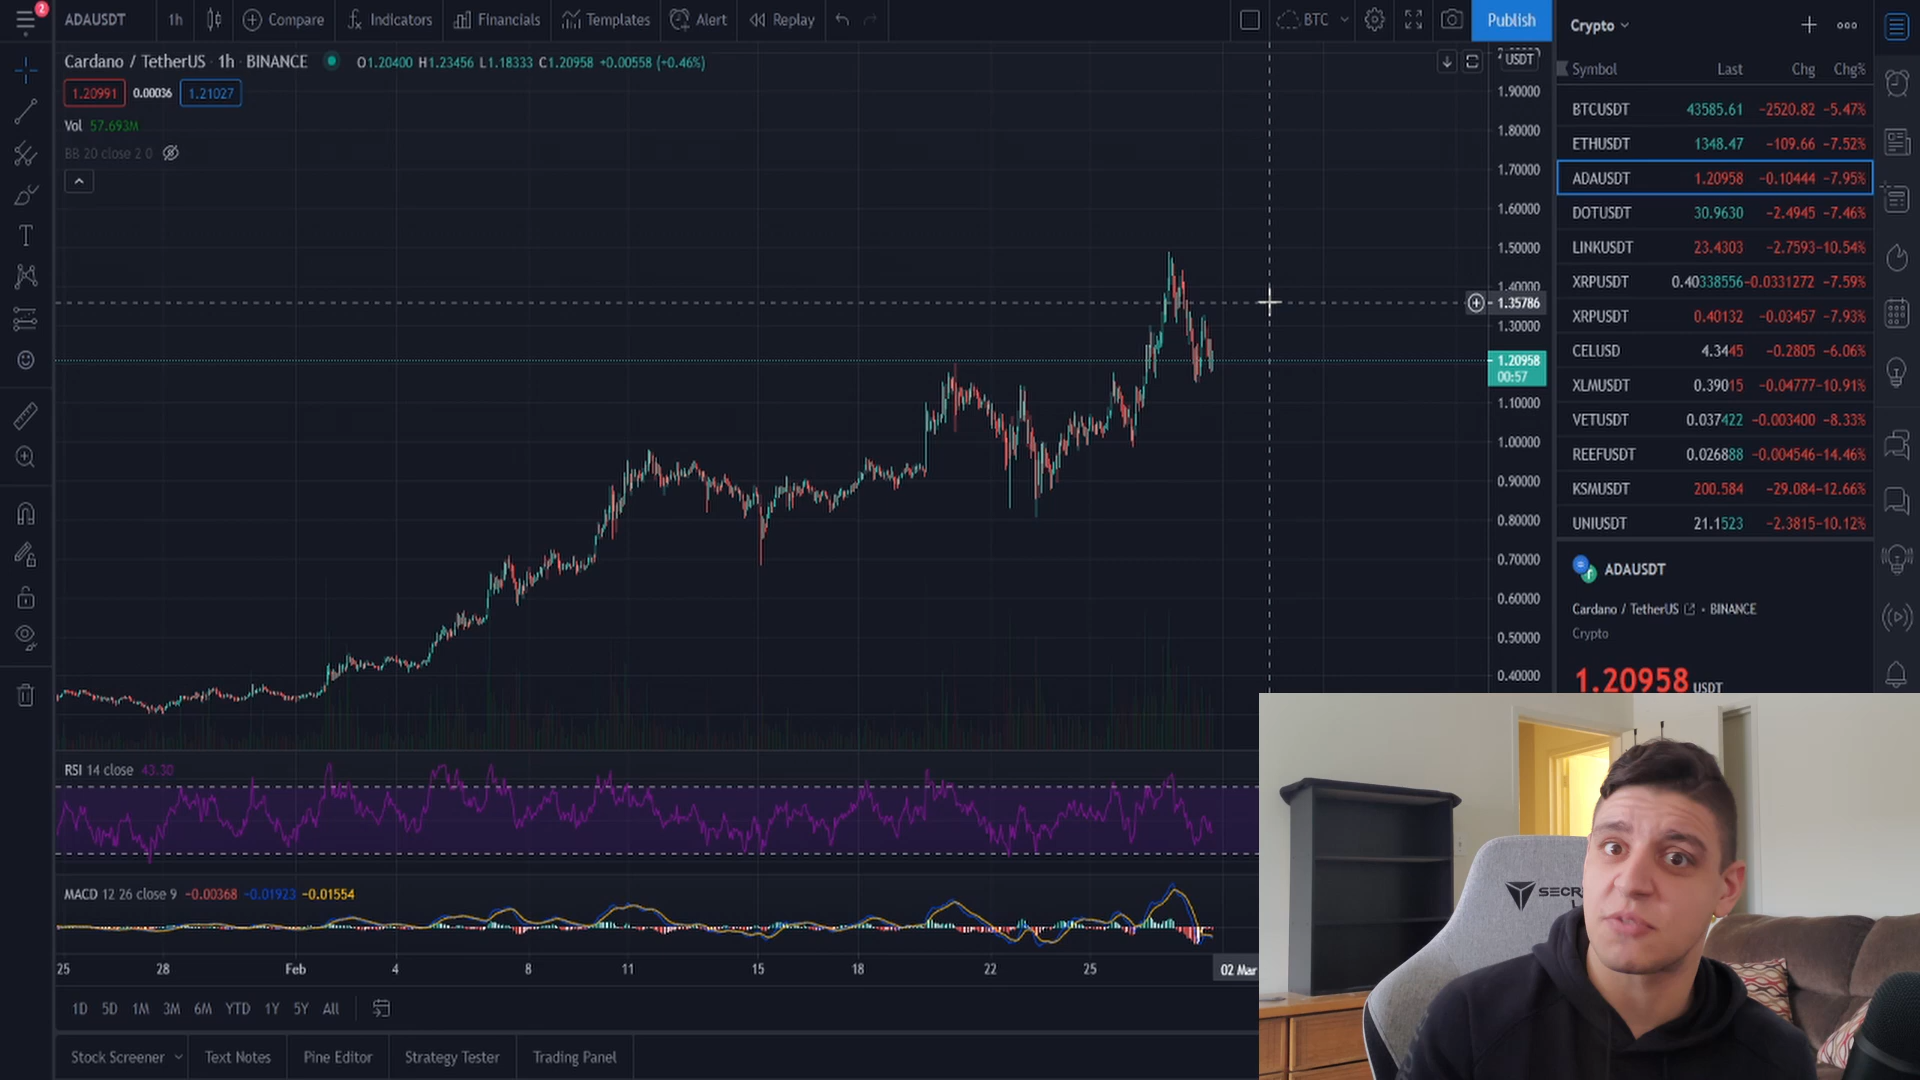 2
ADAUSDT 1h Compare Indicators Financials Templates Alert Replay BTC Publish
Cardano / TetherUS · 1h · BINANCE O1.20400 H1.23456 L1.18333 C1.20958 +0.00558 (+0.46%)
1.20991 0.00036 1.21027
Vol 57.693M
BB 20 close 2 0
USDT
1.90000
1.80000
1.70000
1.60000
1.50000
1.40000
1.35786
1.30000
1.20958
00:57
1.10000
1.00000
0.90000
0.80000
0.70000
0.60000
0.50000
0.40000
RSI 14 close 43.30
MACD 12 26 close 9 -0.00368 -0.01923 -0.01554
25 28 Feb 4 8 11 15 18 22 25 02 Mar
1D 5D 1M 3M 6M YTD 1Y 5Y All
Stock Screener Text Notes Pine Editor Strategy Tester Trading Panel
Crypto
Symbol Last Chg Chg%
BTCUSDT 43585.61 -2520.82 -5.47%
ETHUSDT 1348.47 -109.66 -7.52%
ADAUSDT 1.20958 -0.10444 -7.95%
DOTUSDT 30.9630 -2.4945 -7.46%
LINKUSDT 23.4303 -2.7593 -10.54%
XRPUSDT 0.40338556 -0.0331272 -7.59%
XRPUSDT 0.40132 -0.03457 -7.93%
CELUSD 4.3445 -0.2805 -6.06%
XLMUSDT 0.39015 -0.04777 -10.91%
VETUSDT 0.037422 -0.003400 -8.33%
REEFUSDT 0.026888 -0.004546 -14.46%
KSMUSDT 200.584 -29.084 -12.66%
UNIUSDT 21.1523 -2.3815 -10.12%
ADAUSDT
Cardano / TetherUS • BINANCE
Crypto
1.20958 USDT
SECR
L